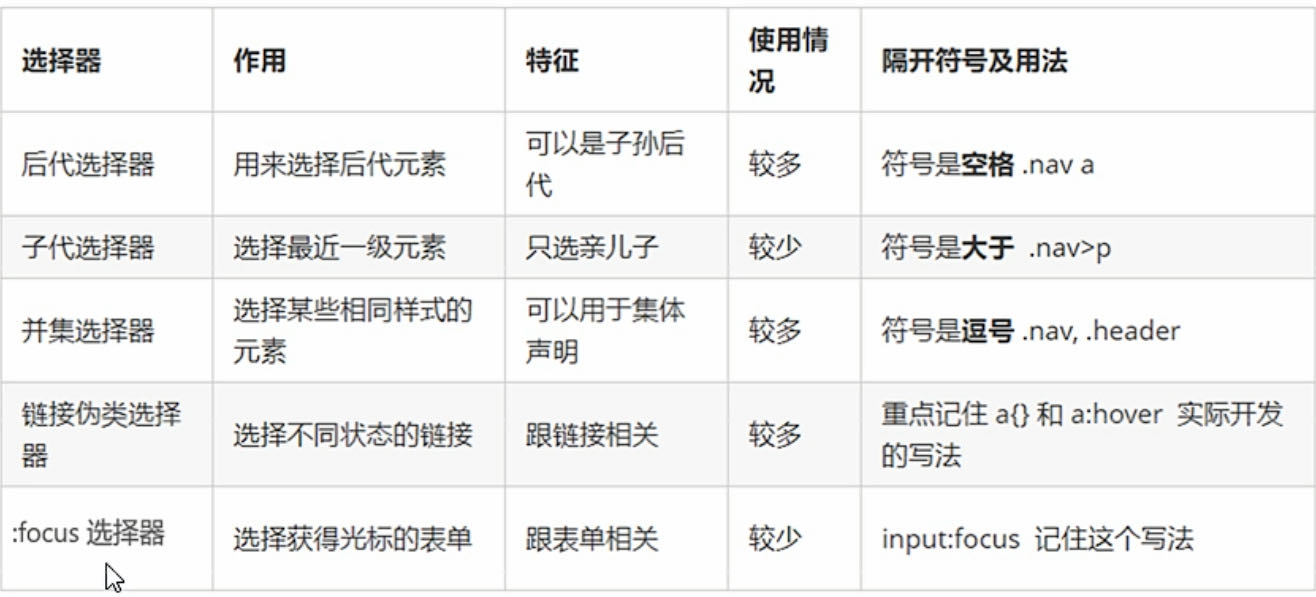 选择器 作用 特征 使用情况 隔开符号及用法
后代选择器 用来选择后代元素 可以是子孙后代 较多 符号是空格 .nav a
子代选择器 选择最近一级元素 只选亲儿子 较少 符号是大于 .nav>p
并集选择器 选择某些相同样式的元素 可以用于集体声明 较多 符号是逗号 .nav, .header
链接伪类选择器 选择不同状态的链接 跟链接相关 较多 重点记住 a{} 和 a:hover 实际开发的写法
:focus 选择器 选择获得光标的表单 跟表单相关 较少 input:focus 记住这个写法